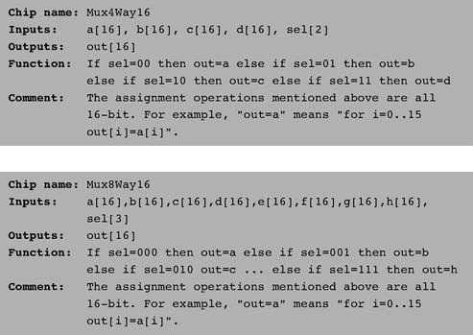 Chip name: Mux4Way16
Inputs: a[16], b[16], c[16], d[16], sel[2]
Outputs: out[16]
Function: If sel=00 then out=a else if sel=01 then out=b
else if sel=10 then out=c else if sel=11 then out=d
Comment: The assignment operations mentioned above are all
16-bit. For example, "out=a" means "for i=0..15
out[i]=a[i]".
Chip name: Mux8Way16
Inputs: a[16],b[16],c[16],d[16],e[16],f[16],g[16],h[16],
sel[3]
Outputs: out[16]
Function: If sel=000 then out=a else if sel=001 then out=b
else if sel=010 out=c ... else if sel=111 then out=h
Comment: The assignment operations mentioned above are all
16-bit. For example, "out=a" means "for i=0..15
out[i]=a[i]".